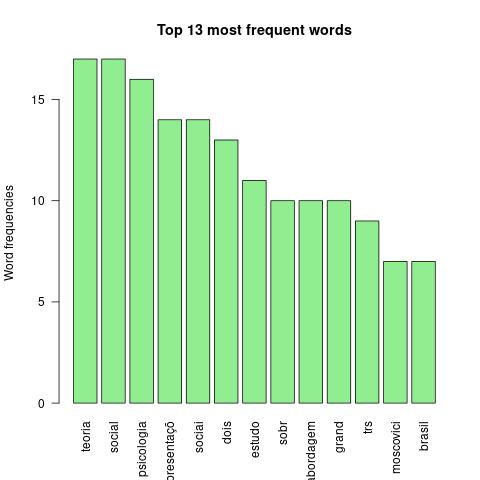 Top 13 most frequent words
Word frequencies
15
10
5
0
teoria
social
psicologia
presentaçõ
sociai
dois
estudo
sobr
abordagem
grand
trs
moscovici
brasil